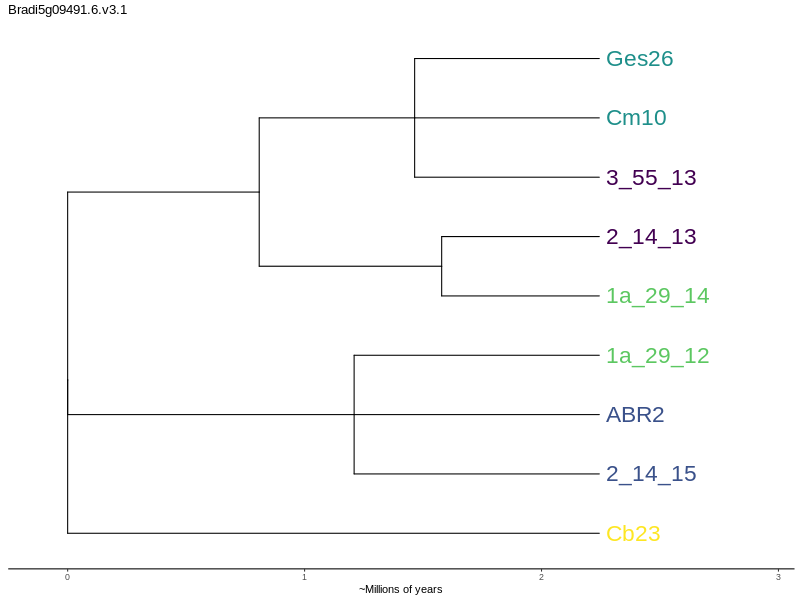 Bradi5g09491.6.v3.1
Ges26
Cm10
3_55_13
2_14_13
1a_29_14
1a_29_12
ABR2
2_14_15
Cb23
0 1 2 3
~Millions of years